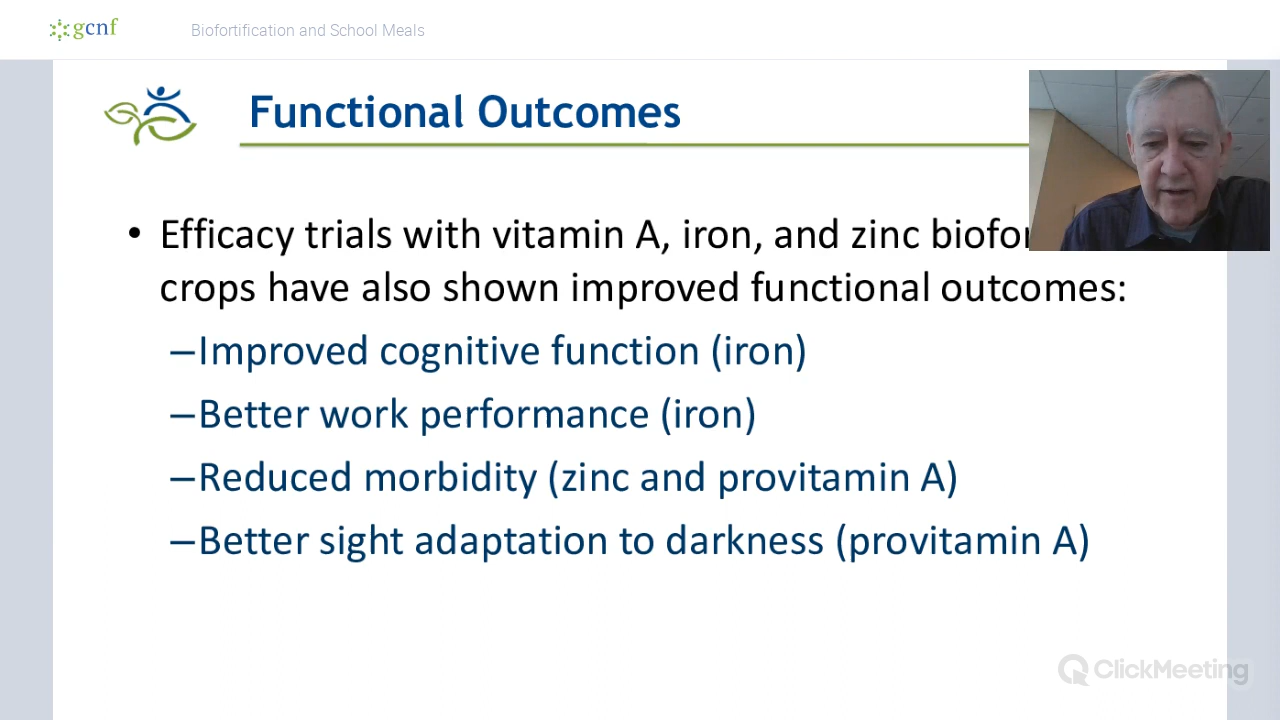 gcnf
Biofortification and School Meals
Functional Outcomes
• Efficacy trials with vitamin A, iron, and zinc
crops have also shown improved functional outcomes:
–Improved cognitive function (iron)
–Better work performance (iron)
–Reduced morbidity (zinc and provitamin A)
–Better sight adaptation to darkness (provitamin A)
ClickMeeting